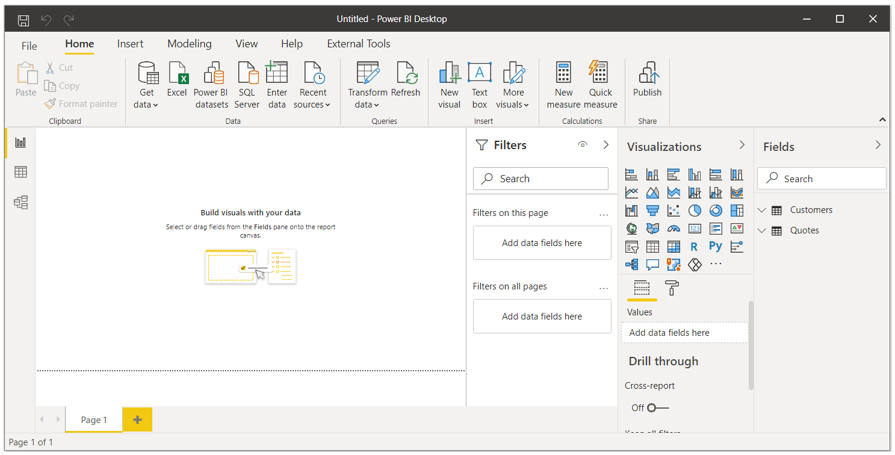 Untitled - Power BI Desktop
File Home Insert Modeling View Help External Tools
Paste
Cut
Copy
Format painter
Clipboard
Get data
Excel
Power BI datasets
SQL Server
Enter data
Recent sources
Data
Transform data
Refresh
Queries
New visual
Text box
More visuals
Insert
New measure
Quick measure
Calculations
Publish
Share
Build visuals with your data
Select or drag fields from the Fields pane onto the report
canvas.
Filters
Search
Filters on this page ...
Add data fields here
Filters on all pages ...
Add data fields here
Visualizations
R Py
...
Values
Add data fields here
Drill through
Cross-report
Off
Keep all filters
Fields
Search
Customers
Quotes
Page 1
Page 1 of 1